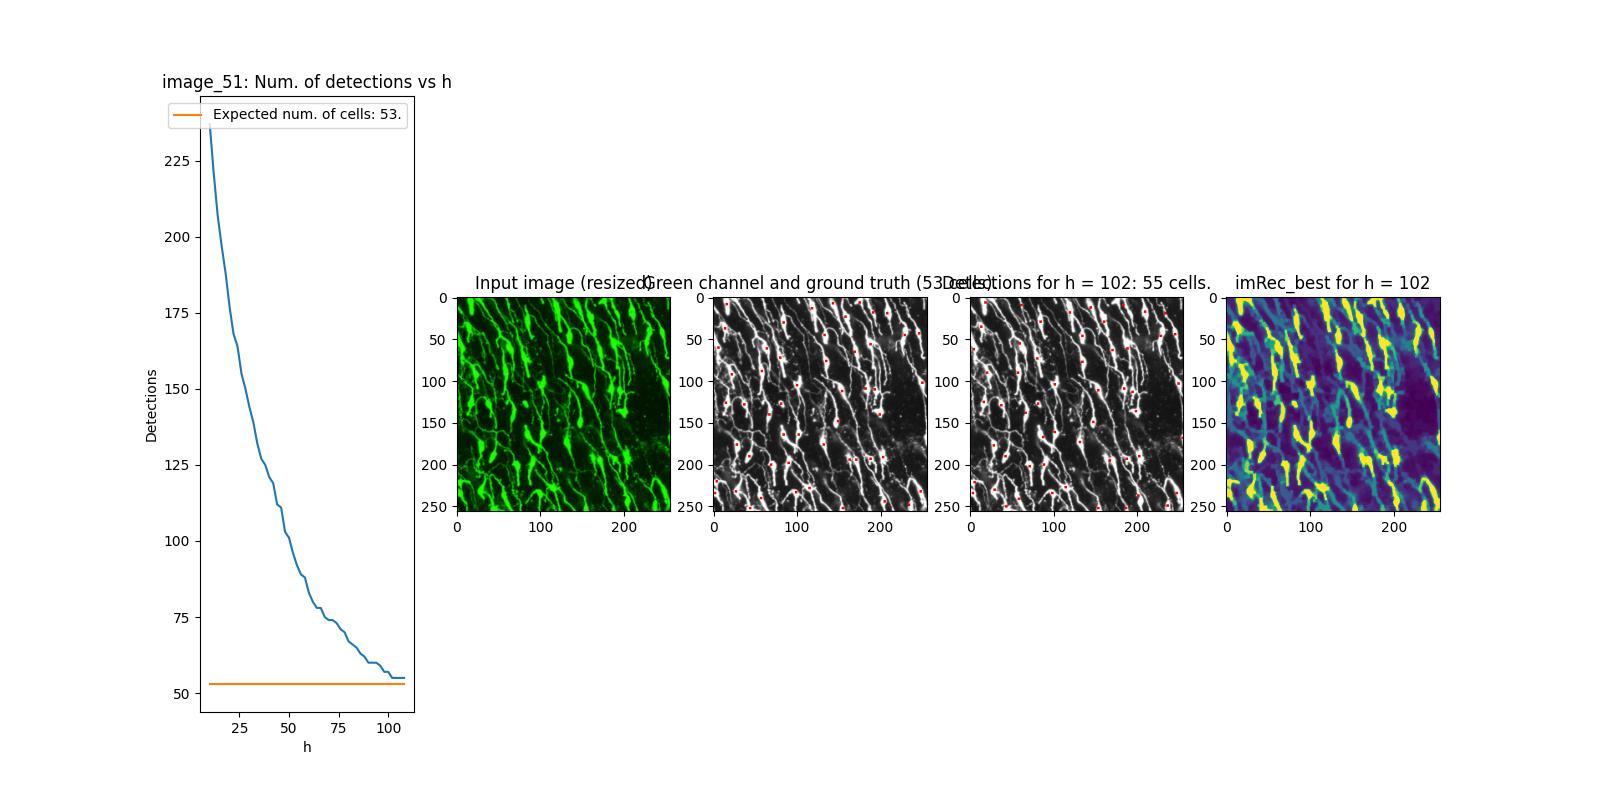 image_51: Num. of detections vs h
Expected num. of cells: 53.
225
200
175
150
125
100
75
50
Detections
25 50 75 100
h
Input image (resized)
0
50
100
150
200
250
0 100 200
Green channel and ground truth (53 cells).
0
50
100
150
200
250
0 100 200
Detections for h = 102: 55 cells.
0
50
100
150
200
250
0 100 200
imRec_best for h = 102
0
50
100
150
200
250
0 100 200